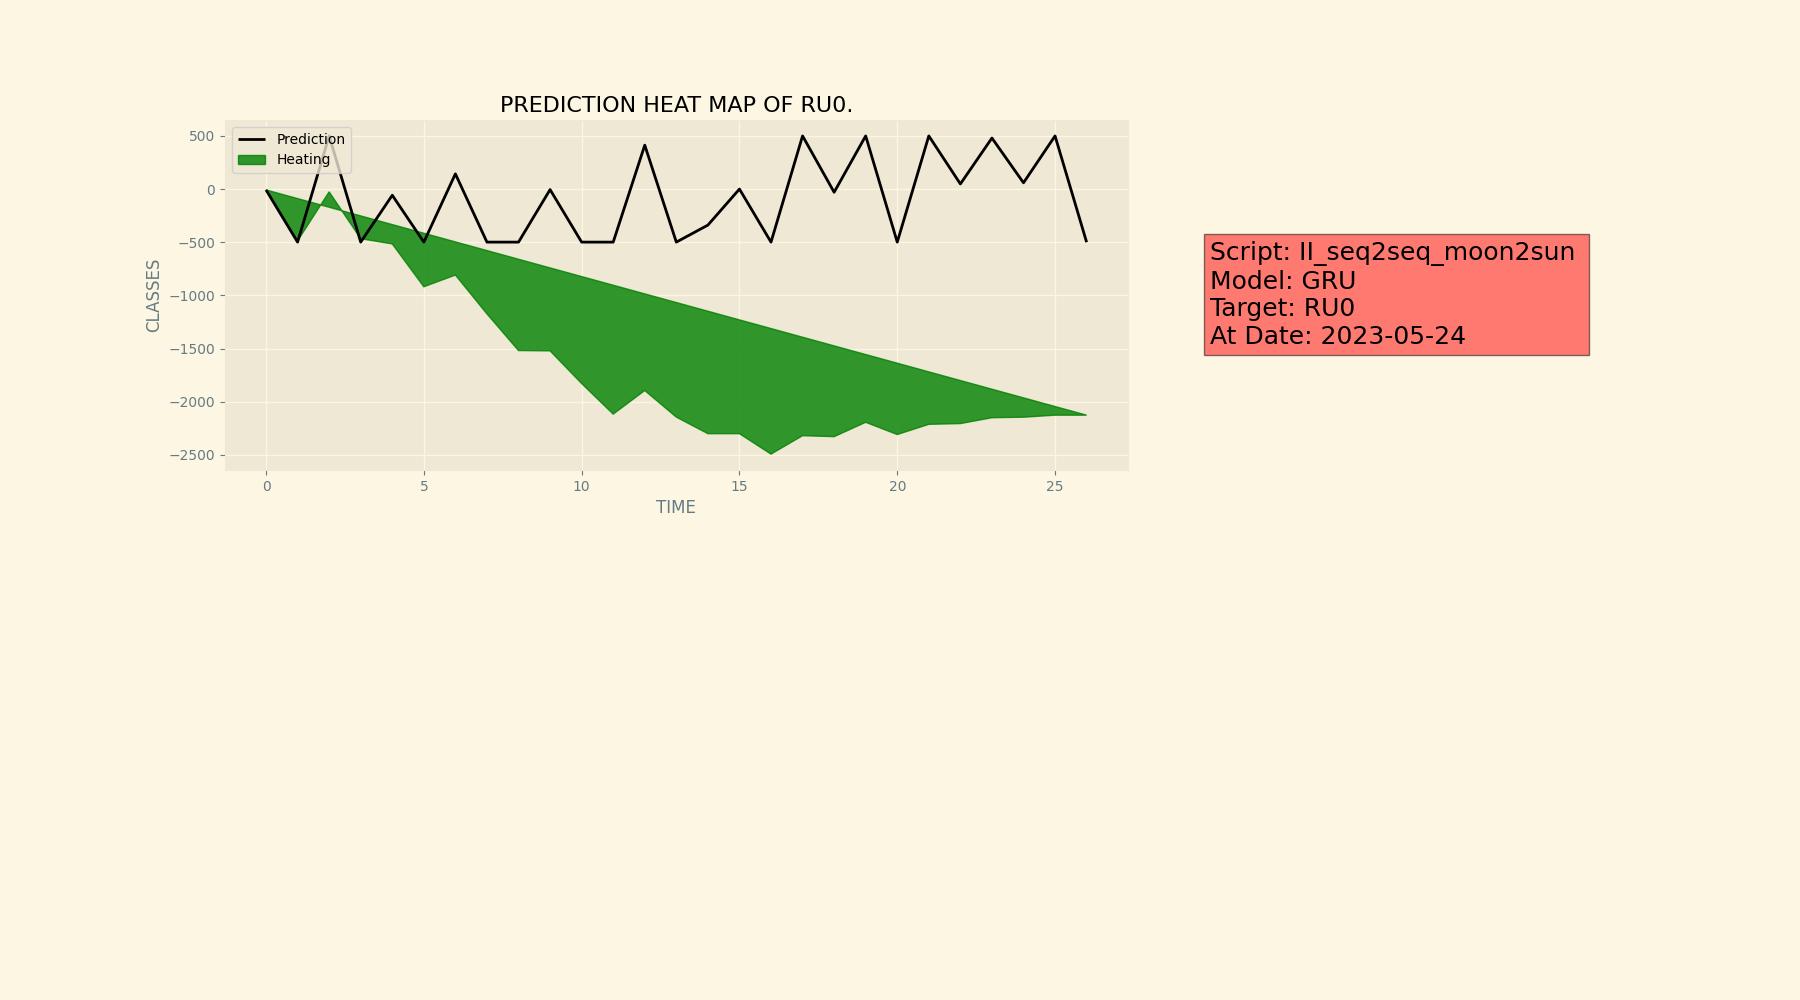 PREDICTION HEAT MAP OF RU0.
Prediction
Heating
500
0
−500
−1000
−1500
−2000
−2500
CLASSES
0 5 10 15 20 25
TIME
Script: II_seq2seq_moon2sun
Model: GRU
Target: RU0
At Date: 2023-05-24